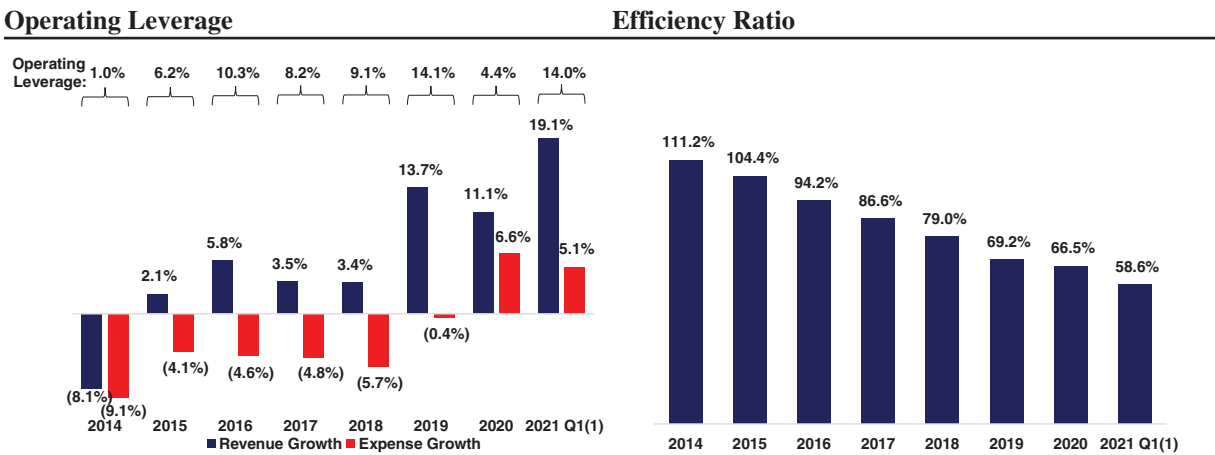 Operating Leverage
Operating
Leverage:
1.0% 6.2% 10.3% 8.2% 9.1% 14.1% 4.4% 14.0%
19.1%
13.7%
11.1%
5.8%
6.6%
5.1%
3.5% 3.4%
2.1%
(0.4%)
(4.1%) (4.6%) (4.8%)
(5.7%)
(8.1%)
(9.1%)
2014 2015 2016 2017 2018 2019 2020 2021 Q1(1)
Revenue Growth Expense Growth
Efficiency Ratio
111.2%
104.4%
94.2%
86.6%
79.0%
69.2%
66.5%
58.6%
2014 2015 2016 2017 2018 2019 2020 2021 Q1(1)